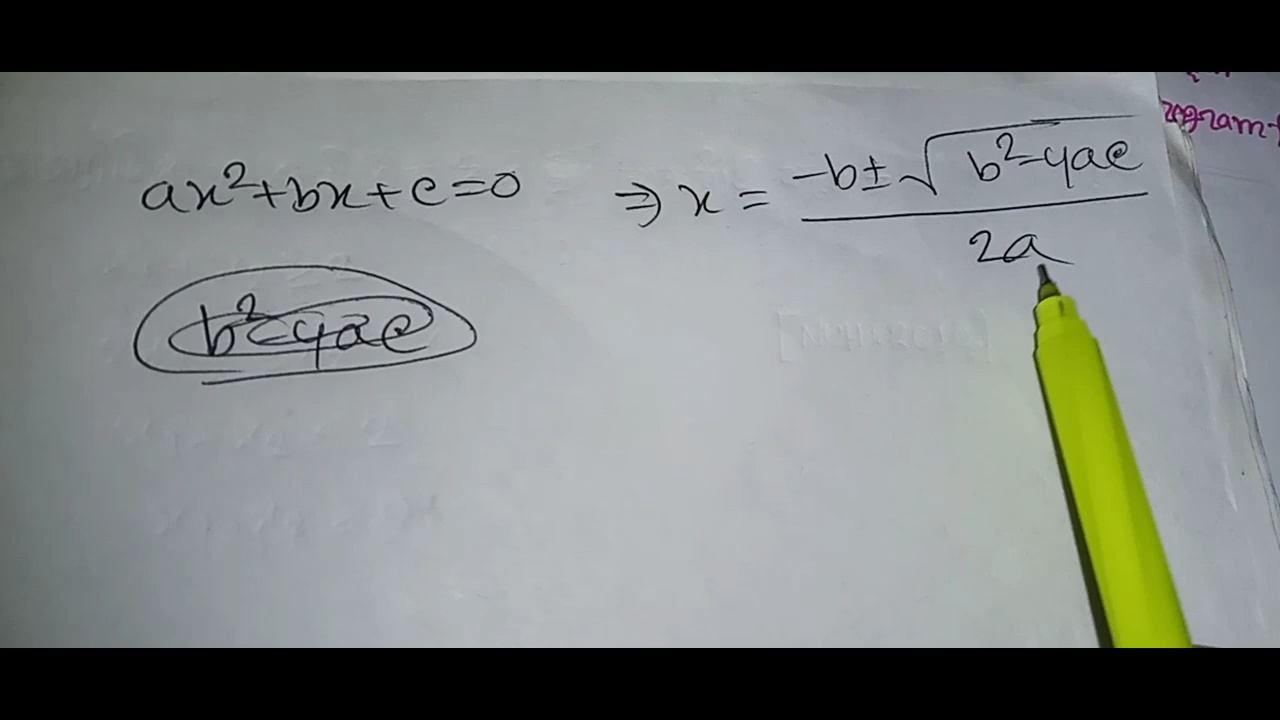 ax²+bx+c=0 ⇒ x = (-b±√(b²-4ac))/(2a)
b²-4ac